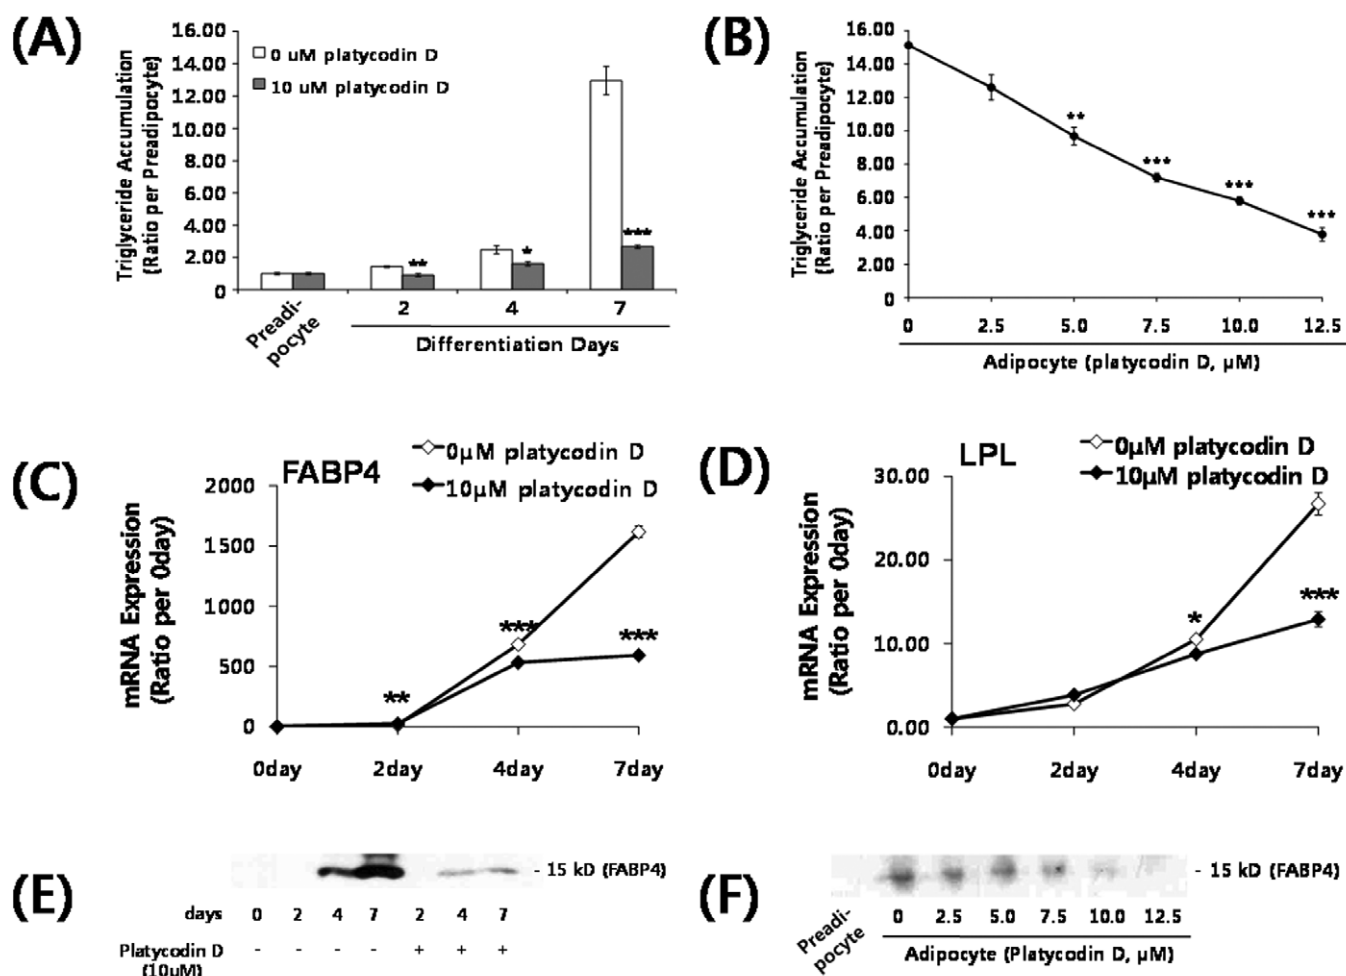 (A)
Triglyceride Accumulation
(Ratio per Preadipocyte)
16.00
14.00
12.00
10.00
8.00
6.00
4.00
2.00
0
0 uM platycodin D
10 uM platycodin D
**
*
***
Preadi-
pocyte
2 4 7
Differentiation Days
(B)
Triglyceride Accumulation
(Ratio per Preadipocyte)
16.00
14.00
12.00
10.00
8.00
6.00
4.00
2.00
0.00
**
***
***
***
0 2.5 5.0 7.5 10.0 12.5
Adipocyte (platycodin D, μM)
(C)
FABP4
0μM platycodin D
10μM platycodin D
mRNA Expression
(Ratio per 0day)
2000
1500
1000
500
0
**
***
***
0day 2day 4day 7day
(D)
LPL
0μM platycodin D
10μM platycodin D
mRNA Expression
(Ratio per 0day)
30.00
20.00
10.00
0.00
*
***
0day 2day 4day 7day
(E)
- 15 kD (FABP4)
days 0 2 4 7 2 4 7
Platycodin D - - - - + + +
(10μM)
(F)
- 15 kD (FABP4)
Preadi-
pocyte
0 2.5 5.0 7.5 10.0 12.5
Adipocyte (Platycodin D, μM)